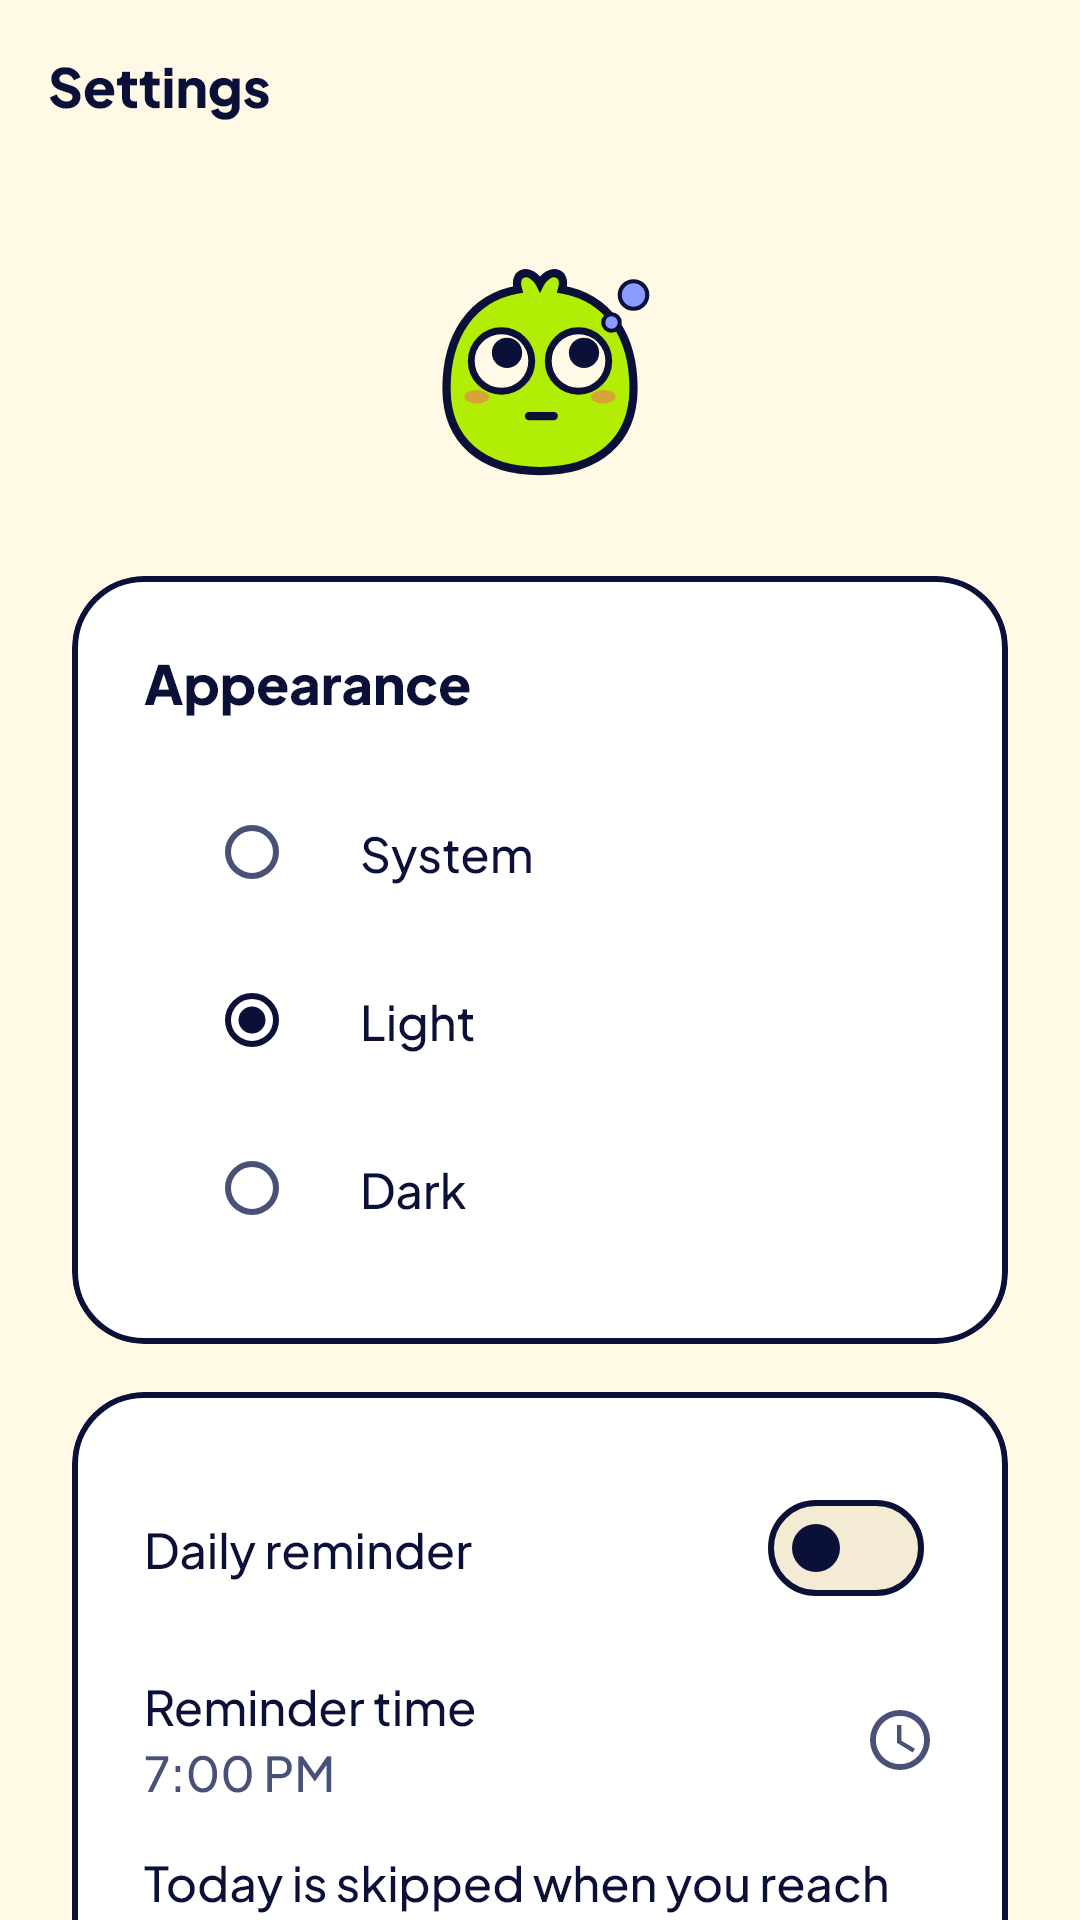 Settings
Appearance
System
Light
Dark
Daily reminder
Reminder time
7:00 PM
Today is skipped when you reach